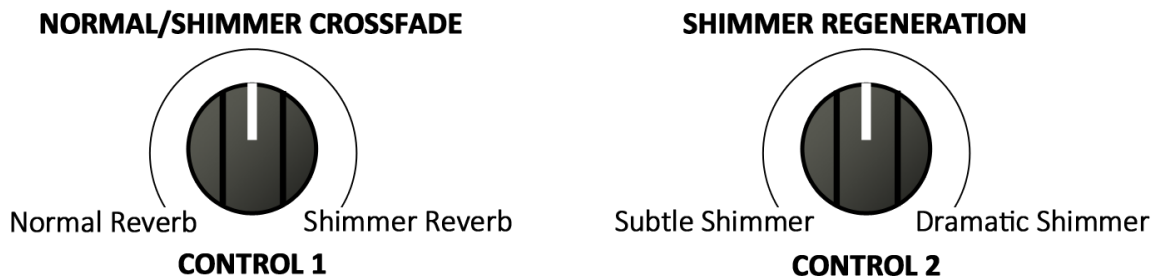 NORMAL/SHIMMER CROSSFADE
Normal Reverb
Shimmer Reverb
CONTROL 1
SHIMMER REGENERATION
Subtle Shimmer
Dramatic Shimmer
CONTROL 2